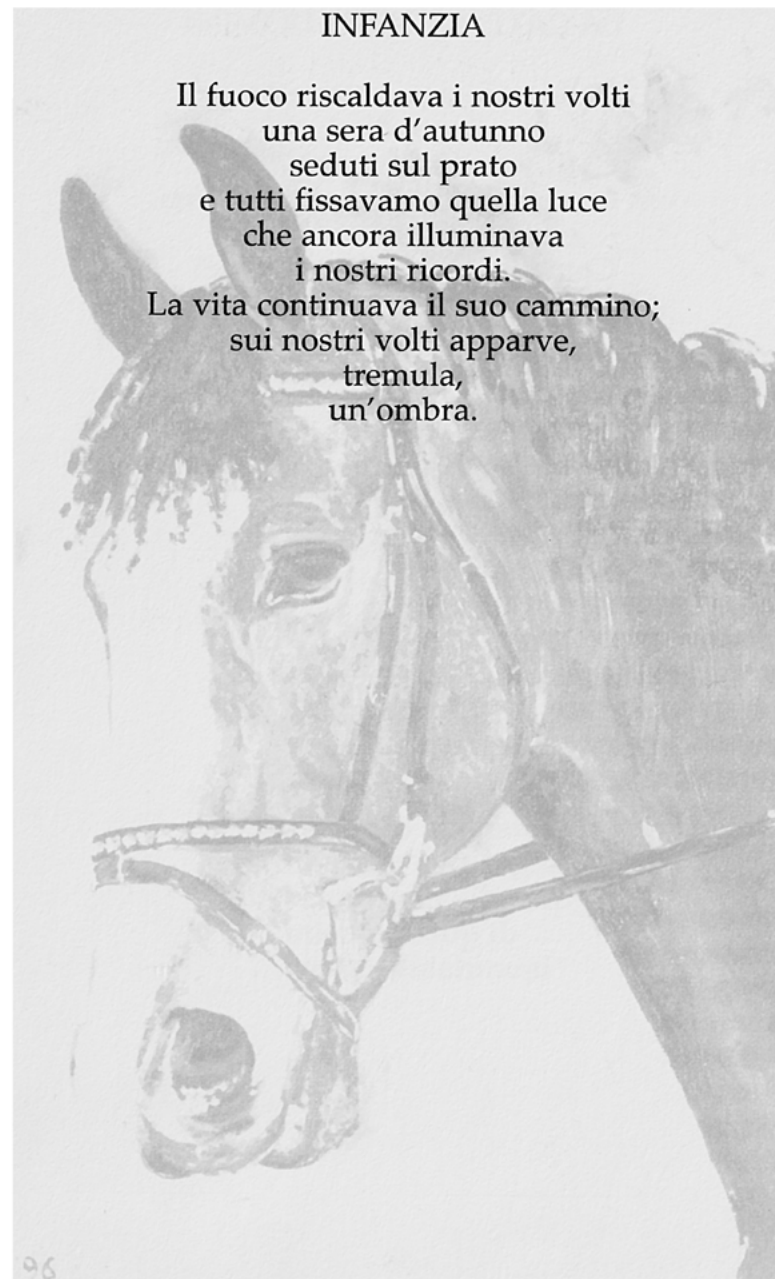 INFANZIA
Il fuoco riscaldava i nostri volti
una sera d'autunno
seduti sul prato
e tutti fissavamo quella luce
che ancora illuminava
i nostri ricordi.
La vita continuava il suo cammino;
sui nostri volti apparve,
tremula,
un'ombra.
96